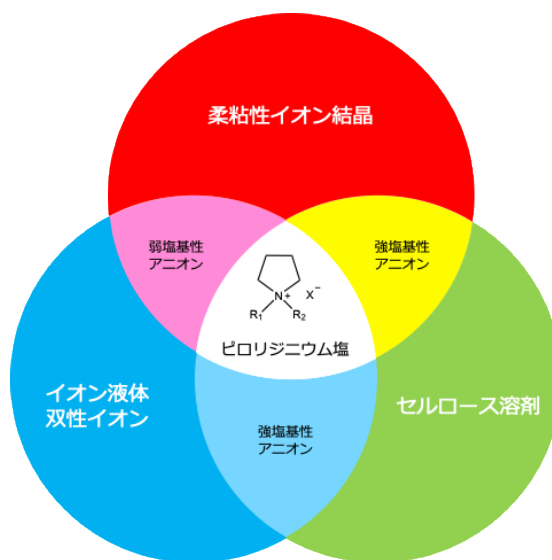 柔粘性イオン結晶
弱塩基性
アニオン
強塩基性
アニオン
N+ X−
R1 R2
ピロリジニウム塩
イオン液体
双性イオン
セルロース溶剤
強塩基性
アニオン